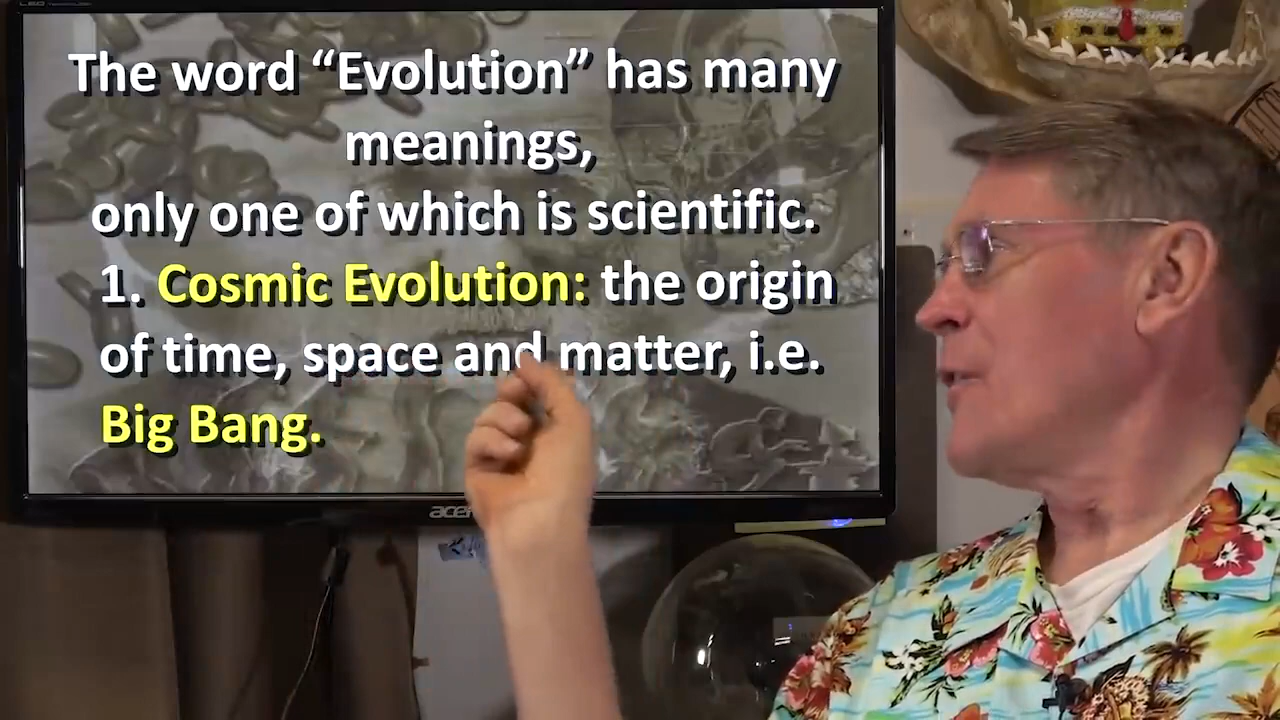 The word “Evolution” has many
meanings,
only one of which is scientific.
1. Cosmic Evolution: the origin
of time, space and matter, i.e.
Big Bang.
acer